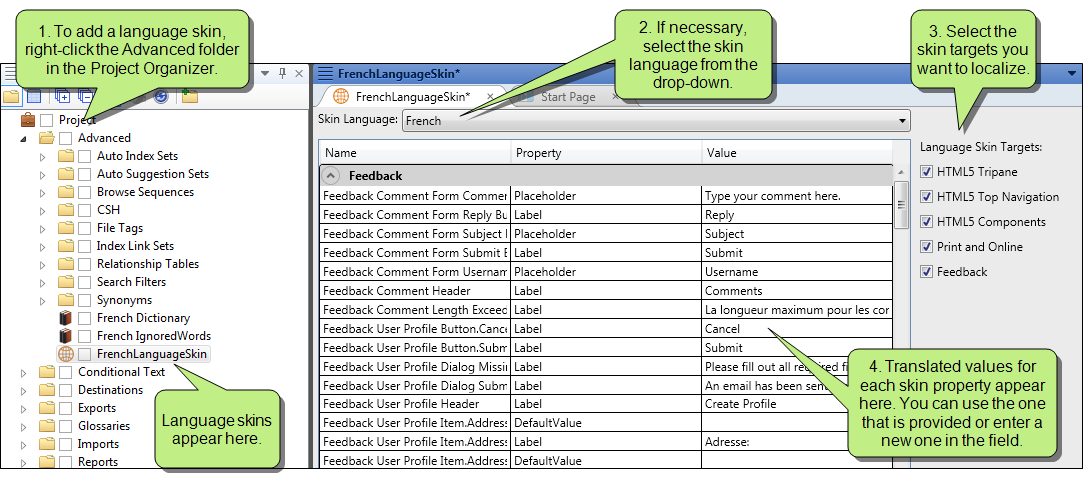 1. To add a language skin,
right-click the Advanced folder
in the Project Organizer.
2. If necessary,
select the skin
language from the
drop-down.
3. Select the
skin targets you
want to localize.
FrenchLanguageSkin*
FrenchLanguageSkin*
Start Page
Skin Language: French
Project
Advanced
Auto Index Sets
Auto Suggestion Sets
Browse Sequences
CSH
File Tags
Index Link Sets
Relationship Tables
Search Filters
Synonyms
French Dictionary
French IgnoredWords
FrenchLanguageSkin
Conditional Text
Destinations
Exports
Glossaries
Imports
Reports
Language skins
appear here.
Name Property Value
Feedback
Feedback Comment Form Commer Placeholder Type your comment here.
Feedback Comment Form Reply Bu Label Reply
Feedback Comment Form Subject Placeholder Subject
Feedback Comment Form Submit Label Submit
Feedback Comment Form Usernam Placeholder Username
Feedback Comment Header Label Comments
Feedback Comment Length Exceed Label La longueur maximum pour les cor
Feedback User Profile Button.Cance Label Cancel
Feedback User Profile Button.Subm Label Submit
Feedback User Profile Dialog Missi Label Please fill out all required fi
Feedback User Profile Dialog Subm Label An email has been sen
Feedback User Profile Header Label Create Profile
Feedback User Profile Item.Address DefaultValue
Feedback User Profile Item.Address Label Adresse:
Feedback User Profile Item.Address DefaultValue
Language Skin Targets:
HTML5 Tripane
HTML5 Top Navigation
HTML5 Components
Print and Online
Feedback
4. Translated values for
each skin property appear
here. You can use the one
that is provided or enter a
new one in the field.